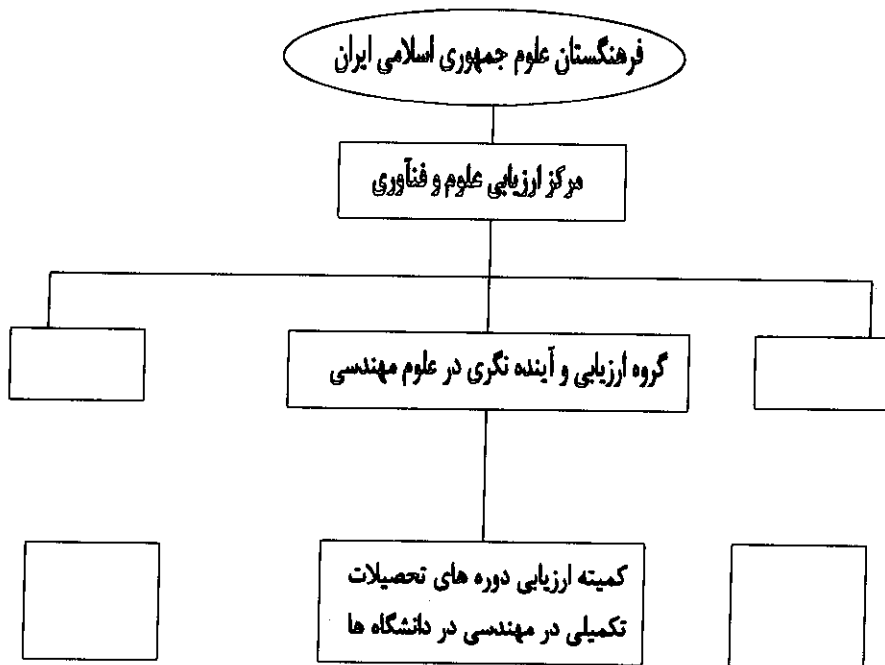 فرهنگستان علوم جمهوری اسلامی ایران
مرکز ارزیابی علوم و فنآوری
گروه ارزیابی و آینده نگری در علوم مهندسی
کمیته ارزیابی دوره های تحصیلات
تکمیلی در مهندسی در دانشگاه ها